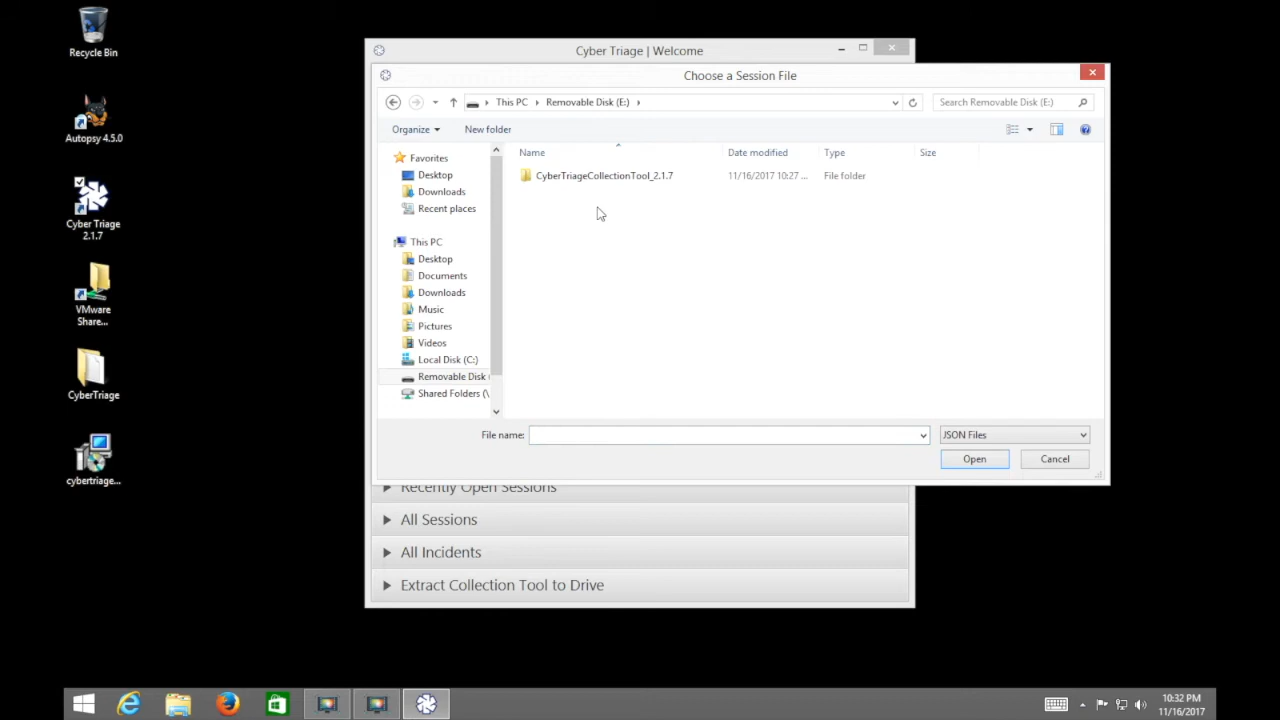 Recycle Bin
Autopsy 4.5.0
Cyber Triage
2.1.7
VMware
Share...
CyberTriage
cybertriage...
Cyber Triage | Welcome
Choose a Session File
This PC
Removable Disk (E:)
Search Removable Disk (E:)
Organize
New folder
Favorites
Desktop
Downloads
Recent places
This PC
Desktop
Documents
Downloads
Music
Pictures
Videos
Local Disk (C:)
Removable Disk (
Shared Folders (\
Name
Date modified
Type
Size
CyberTriageCollectionTool_2.1.7
11/16/2017 10:27 ...
File folder
File name:
JSON Files
Open
Cancel
Recently Open Sessions
All Sessions
All Incidents
Extract Collection Tool to Drive
10:32 PM
11/16/2017